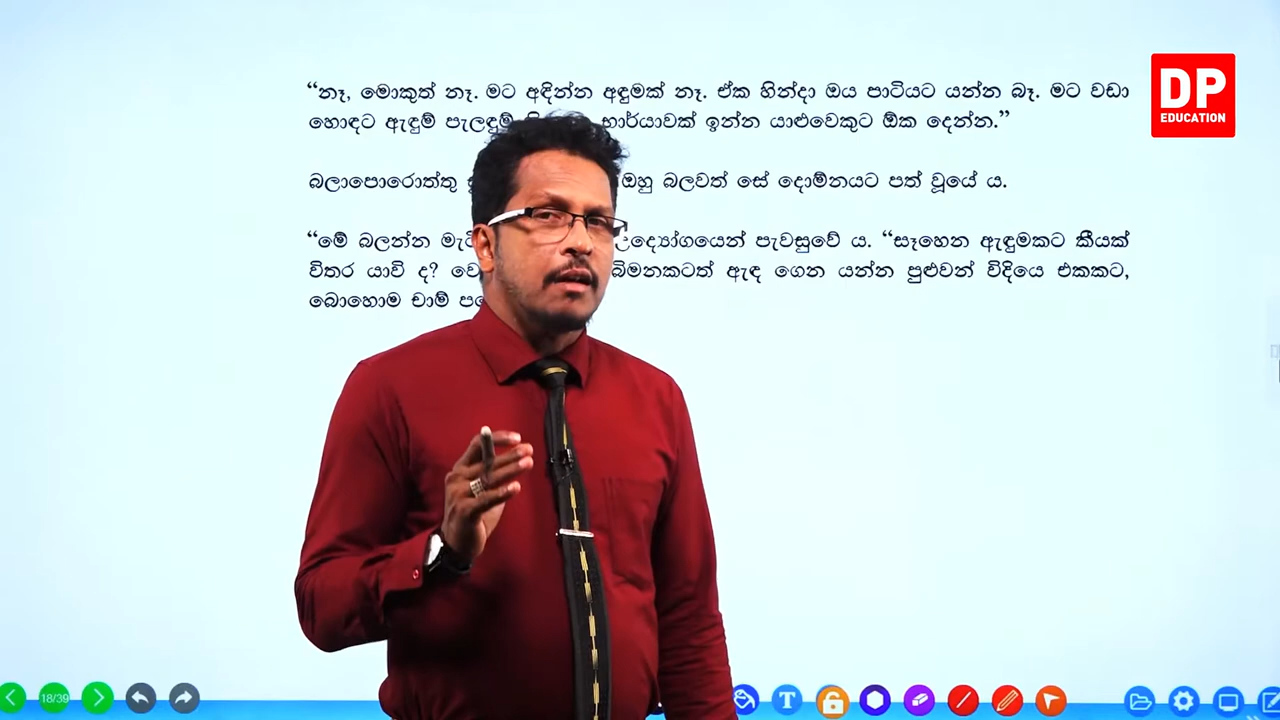 “නෑ, මොකුත් නෑ. මට අඳින්න අඳුමක් නෑ. ඒක හින්දා ඔය පාටියට යන්න බෑ. මට වඩා
හොඳට ඇඳුම් පැලඳුම් භාර්යාවක් ඉන්න යාළුවෙකුට ඕක දෙන්න.”
බලාපොරොත්තු ඔහු බලවත් සේ දොම්නයට පත් වූයේ ය.
“මේ බලන්න උද්‍යෝගයෙන් පැවසුවේ ය. “සෑහෙන ඇඳුමකට කීයක්
විතර යාවි ද? ඇඳ ගෙන යන්න පුළුවන් විදියෙ එකකට,
බොහොම චාම්
DP
EDUCATION
18/39